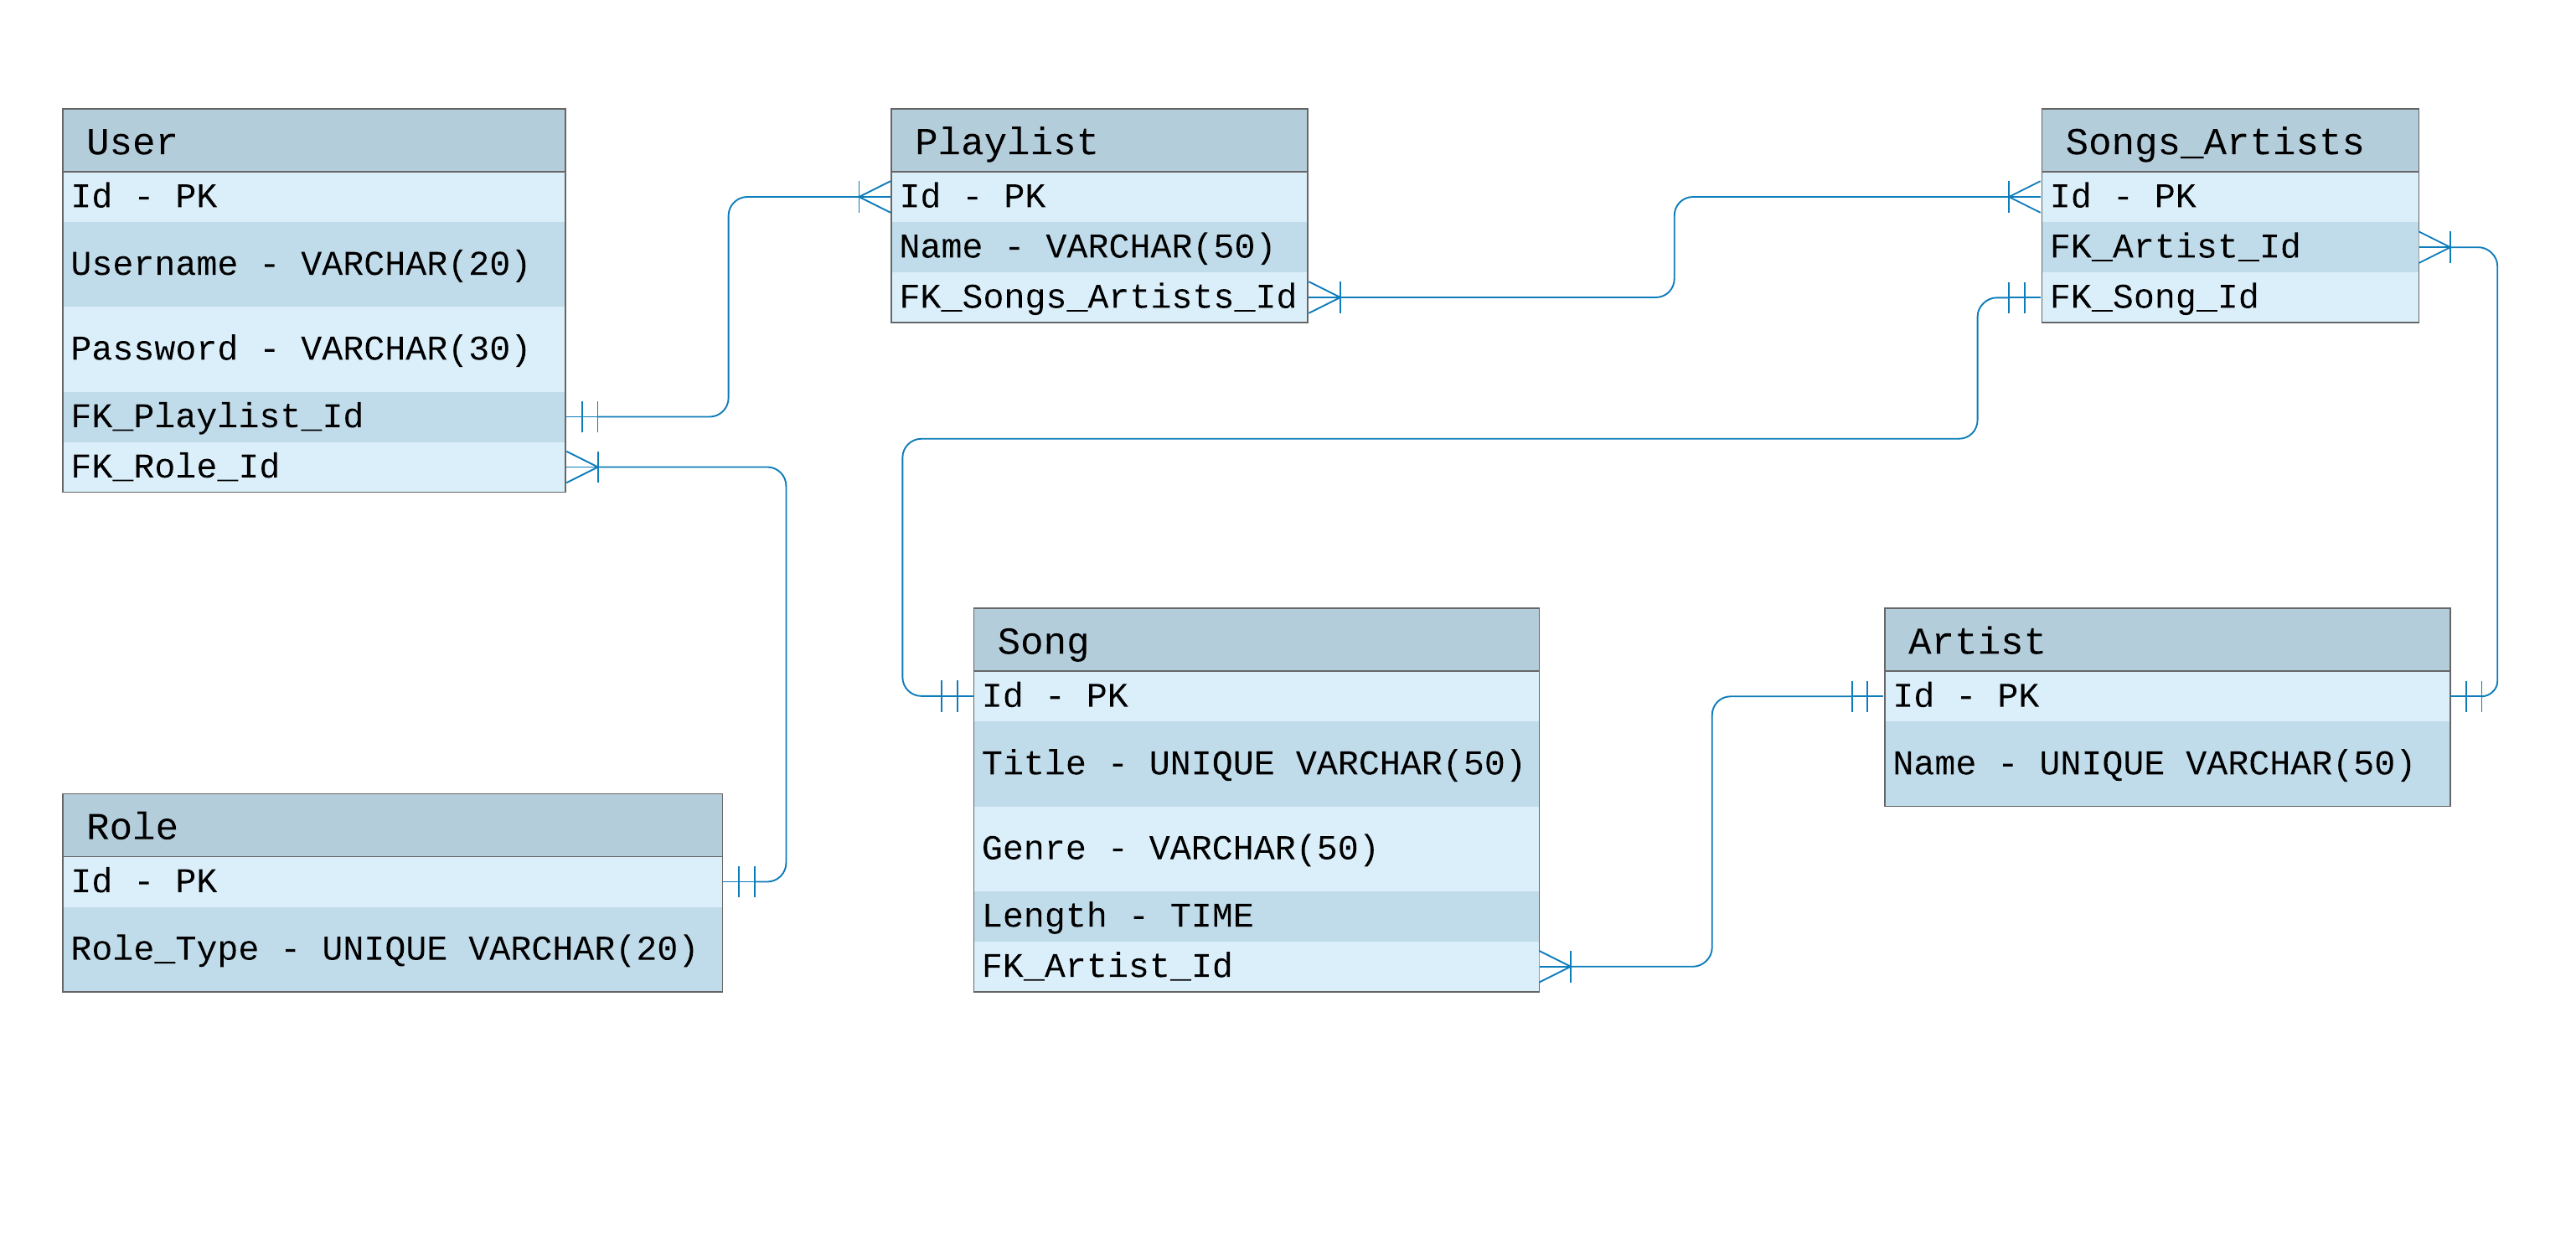 User
Id - PK
Username - VARCHAR(20)
Password - VARCHAR(30)
FK_Playlist_Id
FK_Role_Id
Playlist
Id - PK
Name - VARCHAR(50)
FK_Songs_Artists_Id
Songs_Artists
Id - PK
FK_Artist_Id
FK_Song_Id
Role
Id - PK
Role_Type - UNIQUE VARCHAR(20)
Song
Id - PK
Title - UNIQUE VARCHAR(50)
Genre - VARCHAR(50)
Length - TIME
FK_Artist_Id
Artist
Id - PK
Name - UNIQUE VARCHAR(50)